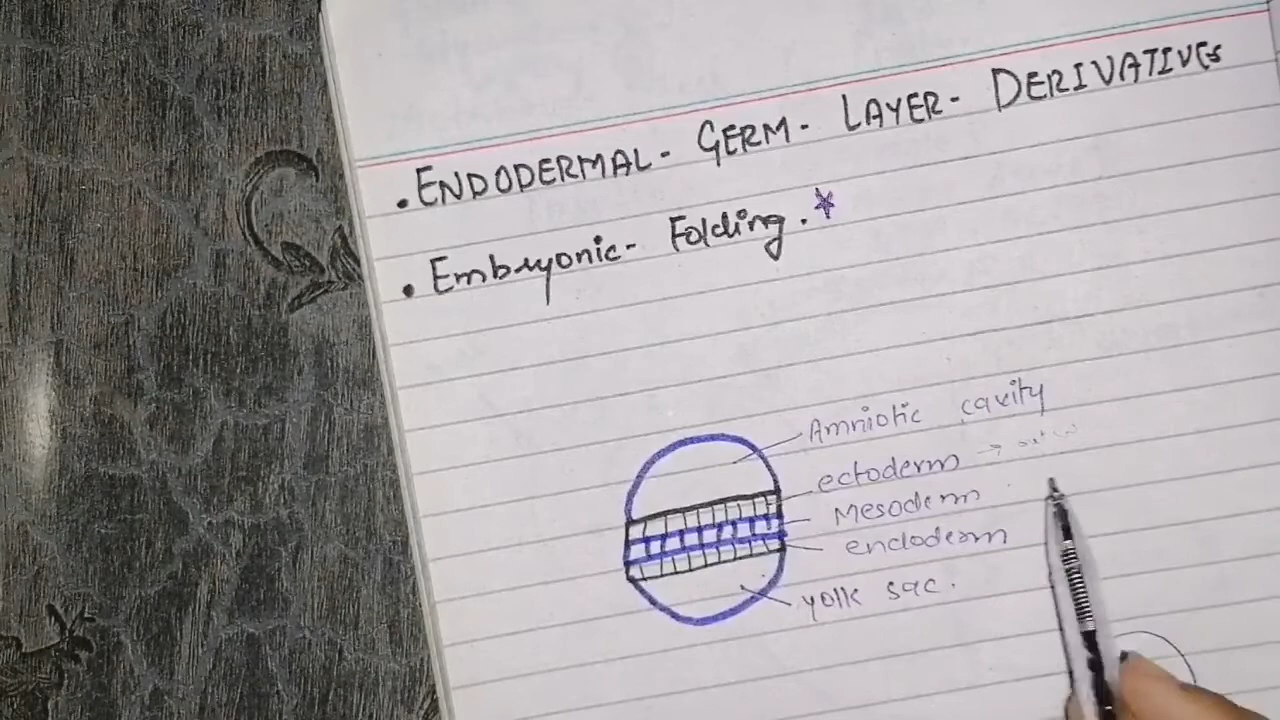 . ENDODERMAL - GERM - LAYER - DERIVATIVES
. Embryonic - Folding . *
Amniotic cavity
ectoderm →
Mesoderm
endoderm
yolk sac .